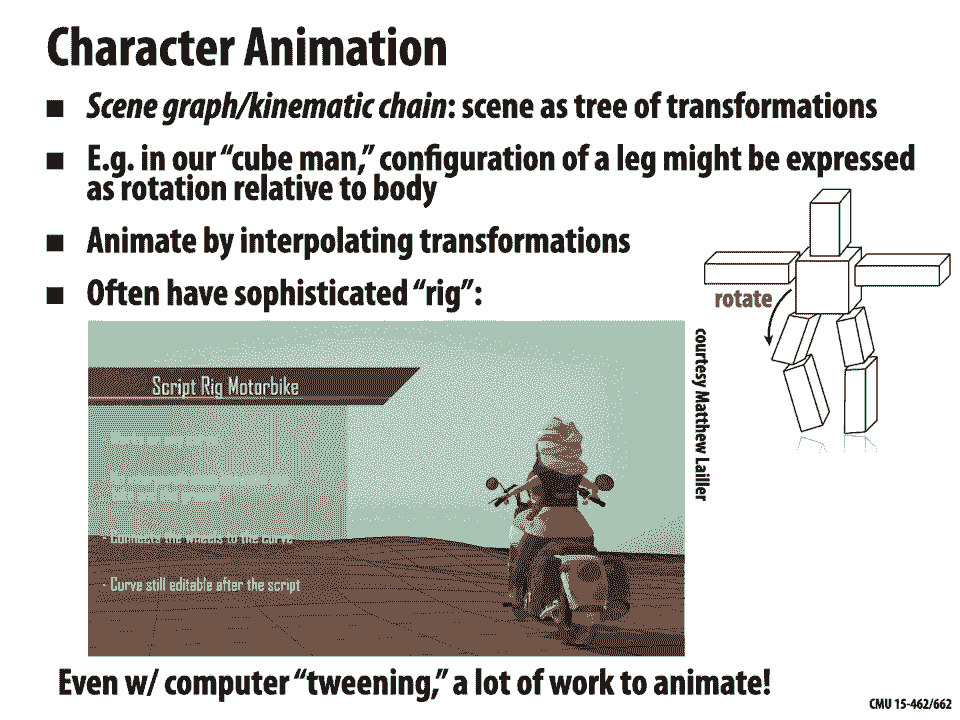 Character Animation
■ Scene graph/kinematic chain: scene as tree of transformations
■ E.g. in our “cube man,” configuration of a leg might be expressed
as rotation relative to body
■ Animate by interpolating transformations
■ Often have sophisticated “rig”:
rotate
courtesy Matthew Lailler
Script Rig Motorbike
- Connects the wheels to the curve
- Curve still editable after the script
Even w/ computer “tweening,” a lot of work to animate!
CMU 15-462/662